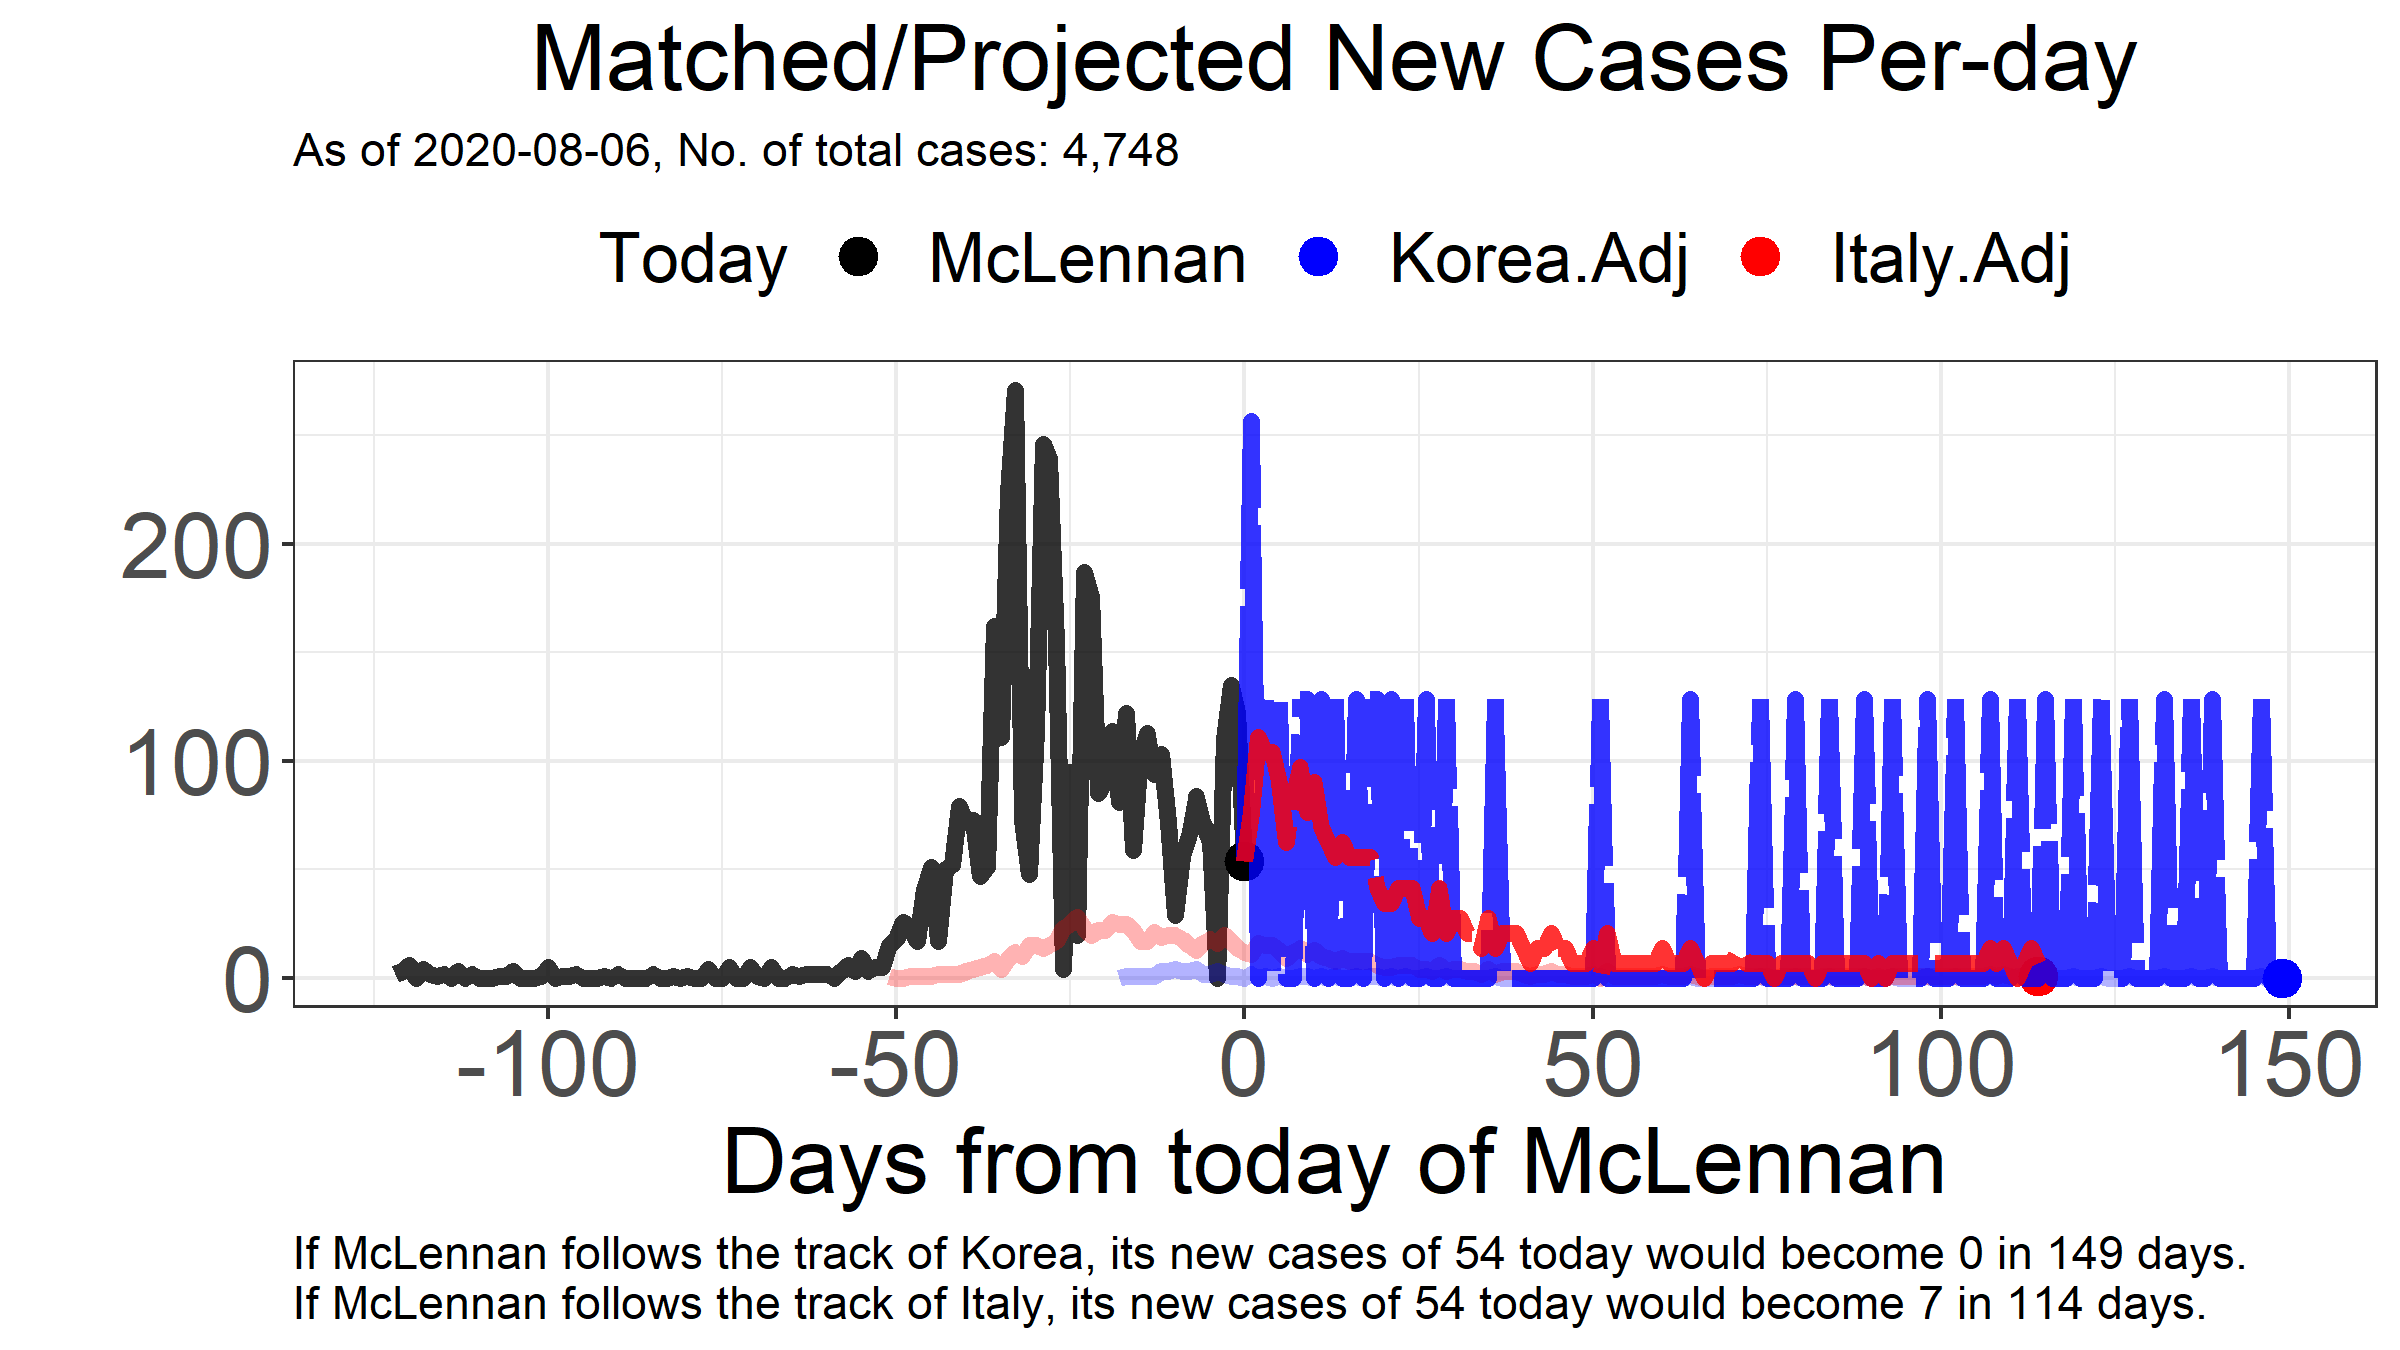 Matched/Projected New Cases Per-day
As of 2020-08-06, No. of total cases: 4,748
Today McLennan Korea.Adj Italy.Adj
200
100
0
-100 -50 0 50 100 150
Days from today of McLennan
If McLennan follows the track of Korea, its new cases of 54 today would become 0 in 149 days.
If McLennan follows the track of Italy, its new cases of 54 today would become 7 in 114 days.